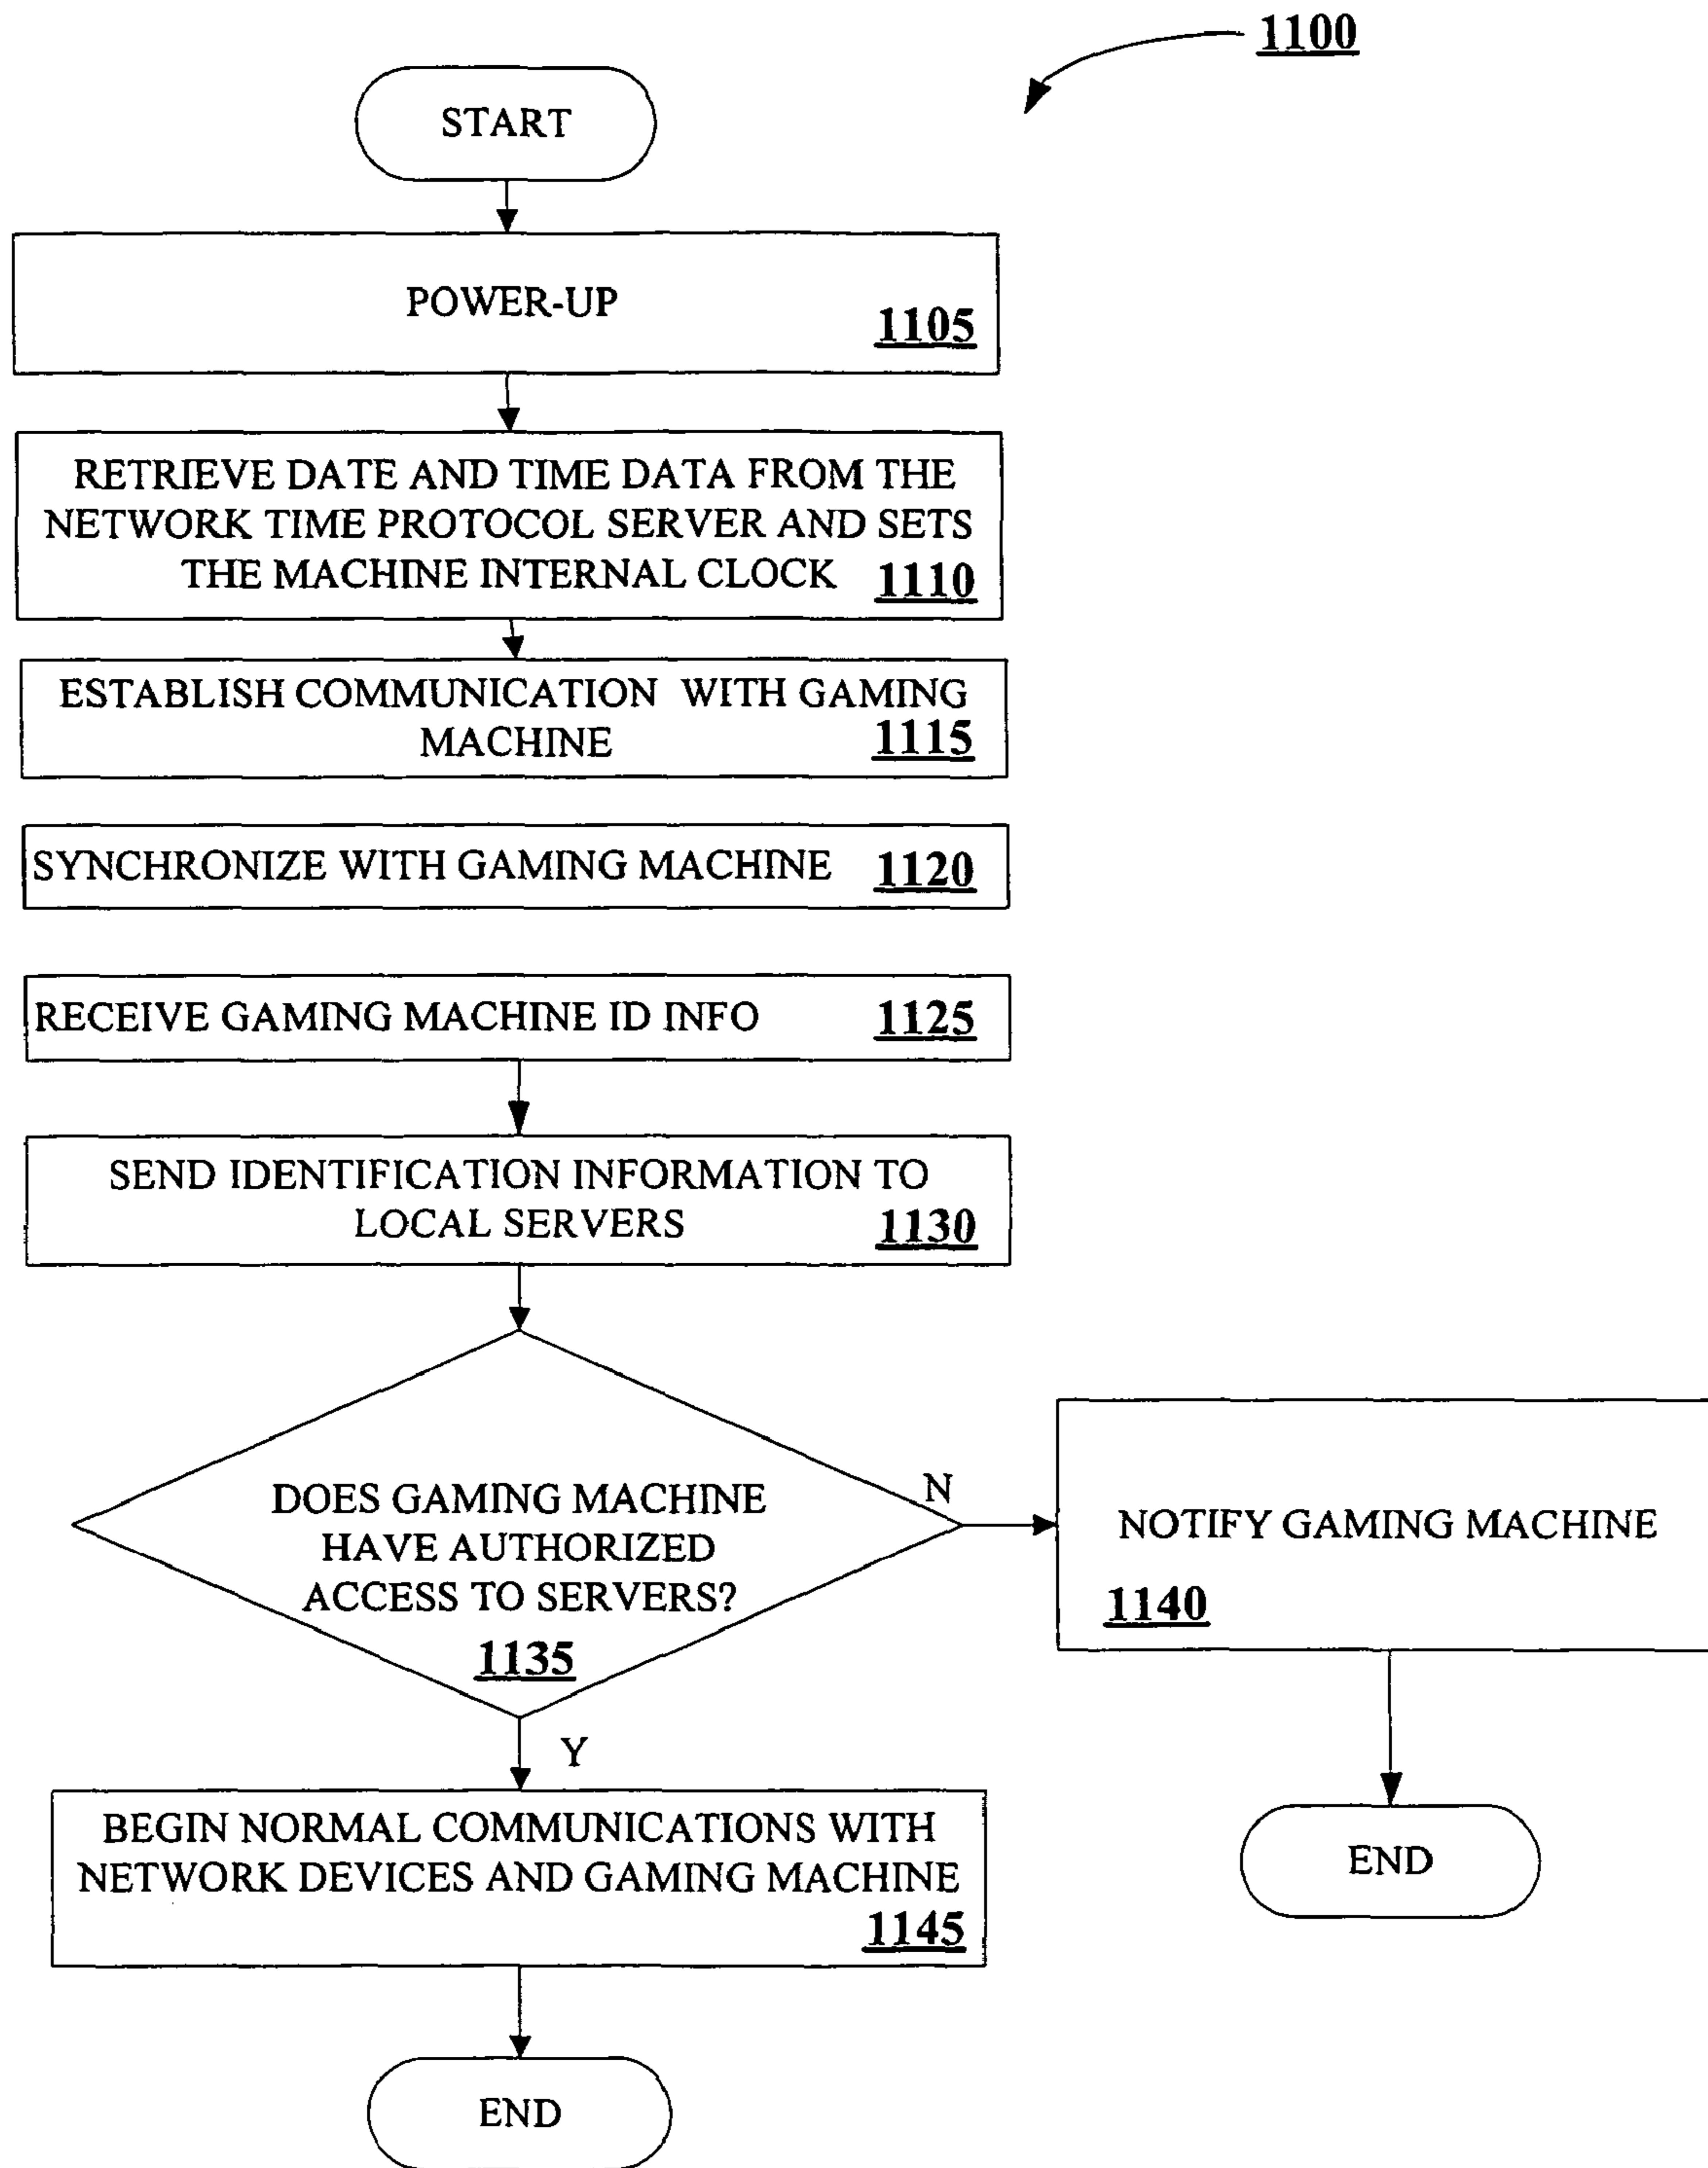 1100
START
POWER-UP
1105
RETRIEVE DATE AND TIME DATA FROM THE
NETWORK TIME PROTOCOL SERVER AND SETS
THE MACHINE INTERNAL CLOCK 1110
ESTABLISH COMMUNICATION WITH GAMING
MACHINE 1115
SYNCHRONIZE WITH GAMING MACHINE 1120
RECEIVE GAMING MACHINE ID INFO 1125
SEND IDENTIFICATION INFORMATION TO
LOCAL SERVERS 1130
DOES GAMING MACHINE
HAVE AUTHORIZED
ACCESS TO SERVERS?
1135
N
NOTIFY GAMING MACHINE
1140
END
Y
BEGIN NORMAL COMMUNICATIONS WITH
NETWORK DEVICES AND GAMING MACHINE
1145
END